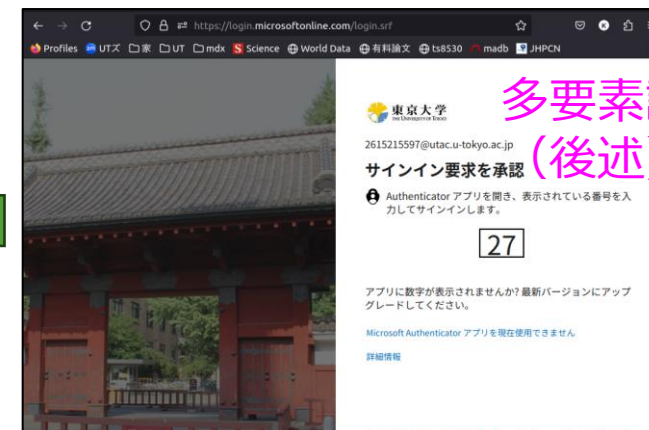 https://login.microsoftonline.com/login.srf
Profiles UTズ 家 UT mdx Science World Data 有料論文 ts8530 madb JHPCN
多要素
東京大学
THE UNIVERSITY OF TOKYO
2615215597@utac.u-tokyo.ac.jp
サインイン要求を承認
(後述)
Authenticator アプリを開き、表示されている番号を入
力してサインインします。
27
アプリに数字が表示されませんか? 最新バージョンにアップ
グレードしてください。
Microsoft Authenticator アプリを現在使用できません
詳細情報